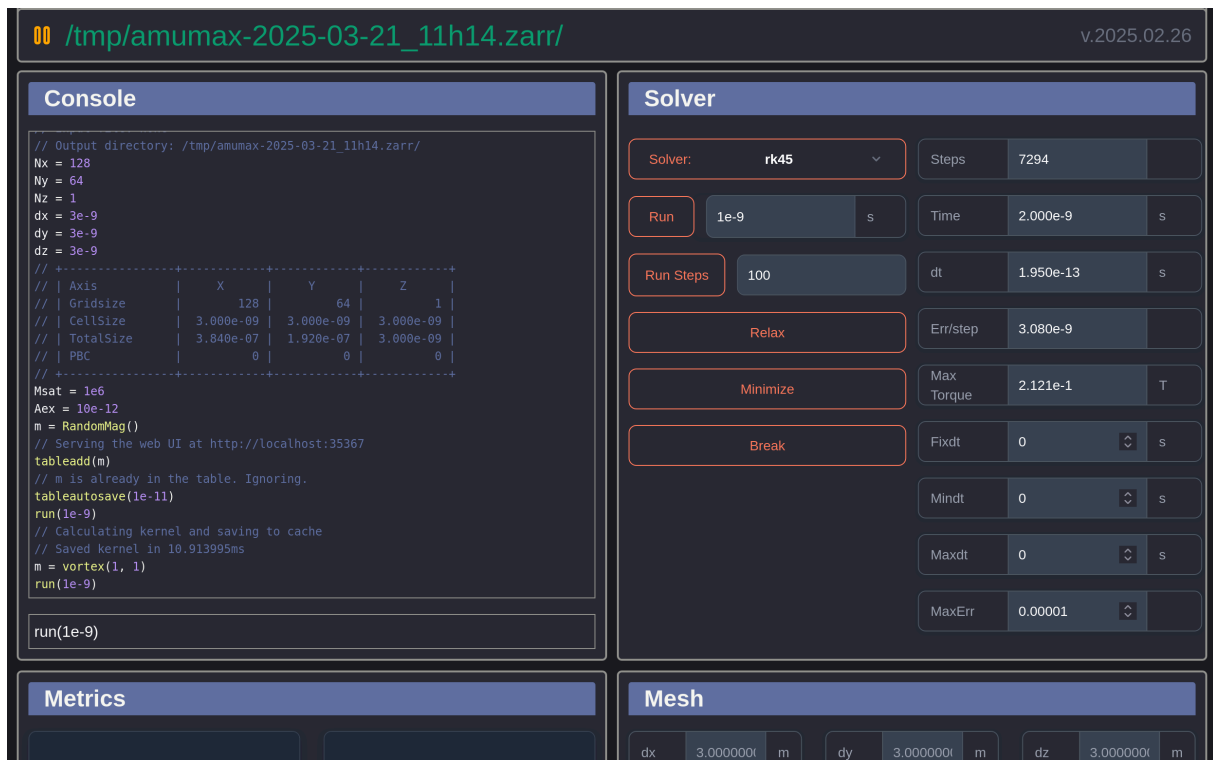 /tmp/amumax-2025-03-21_11h14.zarr/
v.2025.02.26
Console
// Output directory: /tmp/amumax-2025-03-21_11h14.zarr/
Nx = 128
Ny = 64
Nz = 1
dx = 3e-9
dy = 3e-9
dz = 3e-9
// +----------------+------------+------------+------------+
// | Axis           |     X      |     Y      |     Z      |
// | Gridsize       |        128 |         64 |          1 |
// | CellSize       |  3.000e-09 |  3.000e-09 |  3.000e-09 |
// | TotalSize      |  3.840e-07 |  1.920e-07 |  3.000e-09 |
// | PBC            |          0 |          0 |          0 |
// +----------------+------------+------------+------------+
Msat = 1e6
Aex = 10e-12
m = RandomMag()
// Serving the web UI at http://localhost:35367
tableadd(m)
// m is already in the table. Ignoring.
tableautosave(1e-11)
run(1e-9)
// Calculating kernel and saving to cache
// Saved kernel in 10.913995ms
m = vortex(1, 1)
run(1e-9)
run(1e-9)
Solver
Solver: rk45
Run 1e-9 s
Run Steps 100
Relax
Minimize
Break
Steps 7294
Time 2.000e-9 s
dt 1.950e-13 s
Err/step 3.080e-9
Max
Torque 2.121e-1 T
Fixdt 0 s
Mindt 0 s
Maxdt 0 s
MaxErr 0.00001
Metrics
Mesh
dx 3.000000 m dy 3.000000 m dz 3.000000 m